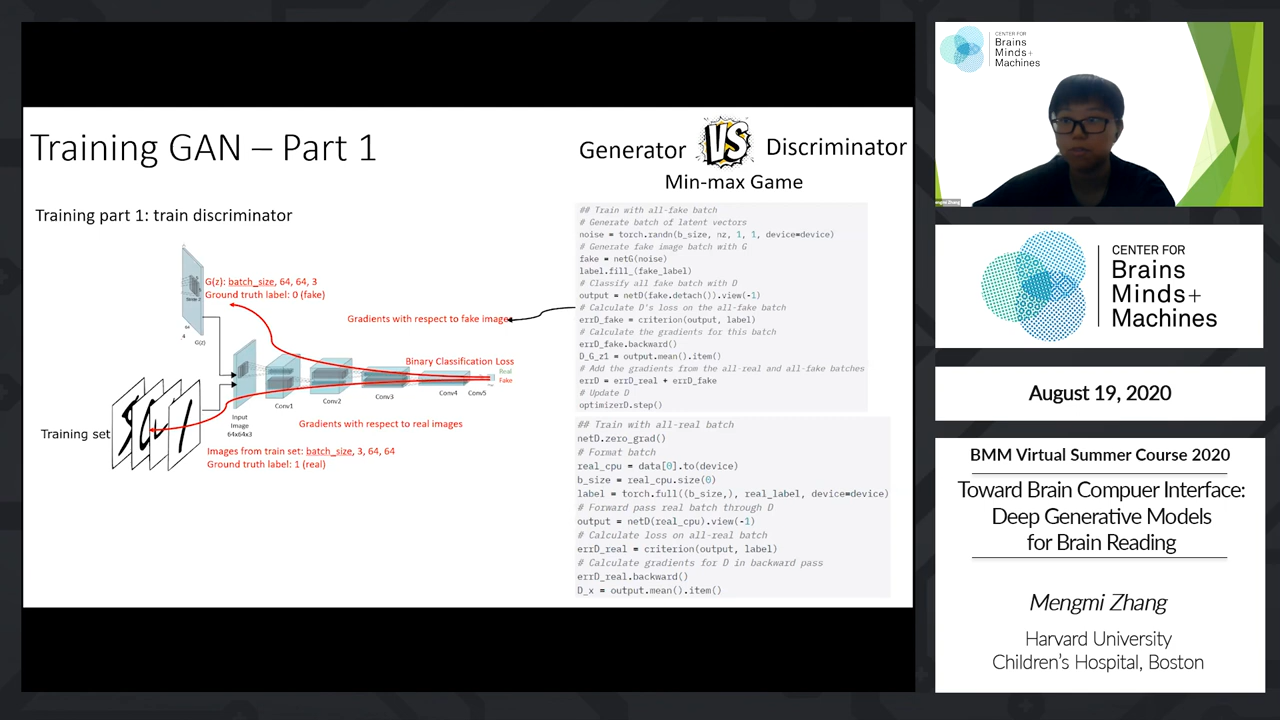 Training GAN – Part 1
Generator VS Discriminator
Min-max Game
Training part 1: train discriminator
G(z): batch_size, 64, 64, 3
Ground truth label: 0 (fake)
Gradients with respect to fake image
64
4
G(z)
Binary Classification Loss
Real
Fake
Conv1
Conv2
Conv3
Conv4
Conv5
Input
Image
64x64x3
Training set
Gradients with respect to real images
Images from train set: batch_size, 3, 64, 64
Ground truth label: 1 (real)
## Train with all-fake batch
# Generate batch of latent vectors
noise = torch.randn(b_size, nz, 1, 1, device=device)
# Generate fake image batch with G
fake = netG(noise)
label.fill_(fake_label)
# Classify all fake batch with D
output = netD(fake.detach()).view(-1)
# Calculate D's loss on the all-fake batch
errD_fake = criterion(output, label)
# Calculate the gradients for this batch
errD_fake.backward()
D_G_z1 = output.mean().item()
# Add the gradients from the all-real and all-fake batches
errD = errD_real + errD_fake
# Update D
optimizerD.step()
## Train with all-real batch
netD.zero_grad()
# Format batch
real_cpu = data[0].to(device)
b_size = real_cpu.size(0)
label = torch.full((b_size,), real_label, device=device)
# Forward pass real batch through D
output = netD(real_cpu).view(-1)
# Calculate loss on all-real batch
errD_real = criterion(output, label)
# Calculate gradients for D in backward pass
errD_real.backward()
D_x = output.mean().item()
CENTER FOR
Brains
Minds+
Machines
Mengmi Zhang
CENTER FOR
Brains
Minds+
Machines
August 19, 2020
BMM Virtual Summer Course 2020
Toward Brain Compuer Interface:
Deep Generative Models
for Brain Reading
Mengmi Zhang
Harvard University
Children's Hospital, Boston